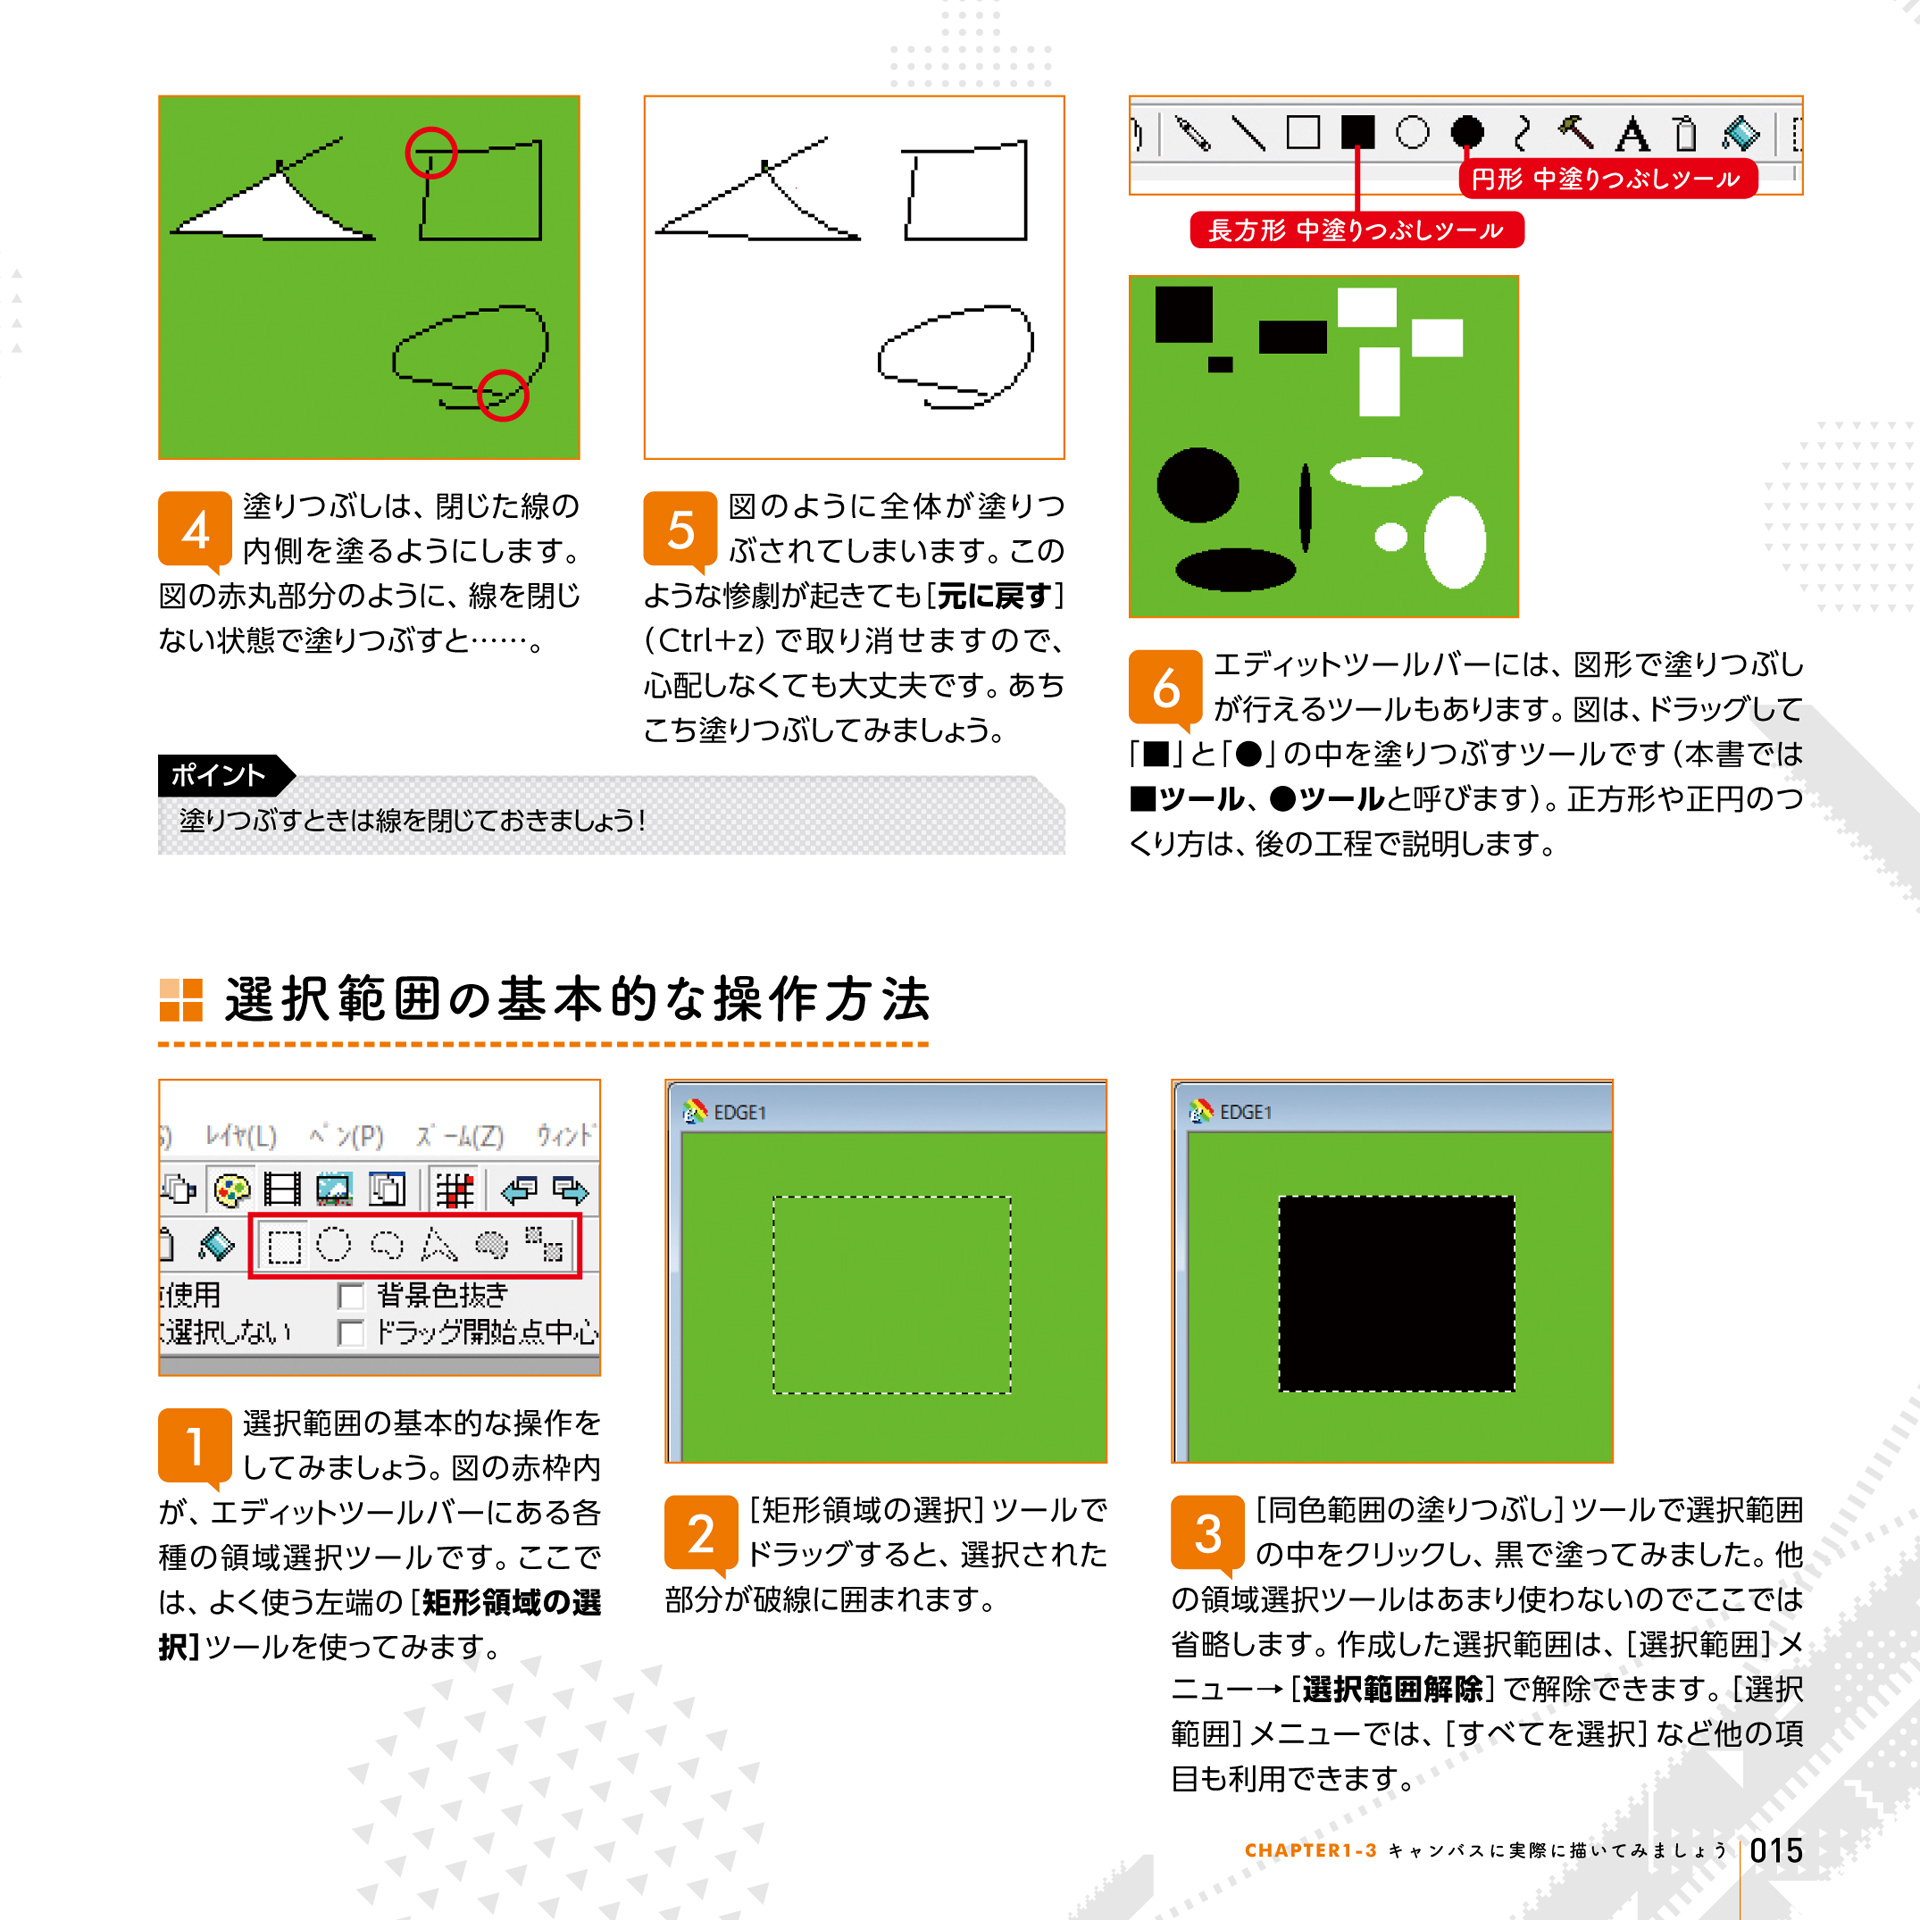 円形 中塗りつぶしツール
長方形 中塗りつぶしツール
4
塗りつぶしは、閉じた線の
内側を塗るようにします。
図の赤丸部分のように、線を閉じ
ない状態で塗りつぶすと……。
5
図のように全体が塗りつ
ぶされてしまいます。この
ような惨劇が起きても[元に戻す]
(Ctrl+z)で取り消せますので、
心配しなくても大丈夫です。あち
こち塗りつぶしてみましょう。
6
エディットツールバーには、図形で塗りつぶし
が行えるツールもあります。図は、ドラッグして
「■」と「●」の中を塗りつぶすツールです(本書では
■ツール、●ツールと呼びます)。正方形や正円のつ
くり方は、後の工程で説明します。
ポイント
塗りつぶすときは線を閉じておきましょう!
選択範囲の基本的な操作方法
レイヤ(L) ペン(P) ズーム(Z) ウィンド
使用 背景色抜き
選択しない ドラッグ開始点中心
1
選択範囲の基本的な操作を
してみましょう。図の赤枠内
が、エディットツールバーにある各
種の領域選択ツールです。ここで
は、よく使う左端の[矩形領域の選
択]ツールを使ってみます。
EDGE1
2
[矩形領域の選択]ツールで
ドラッグすると、選択された
部分が破線に囲まれます。
EDGE1
3
[同色範囲の塗りつぶし]ツールで選択範囲
の中をクリックし、黒で塗ってみました。他
の領域選択ツールはあまり使わないのでここでは
省略します。作成した選択範囲は、[選択範囲]メ
ニュー→[選択範囲解除]で解除できます。[選択
範囲]メニューでは、[すべてを選択]など他の項
目も利用できます。
CHAPTER1-3 キャンバスに実際に描いてみましょう 015